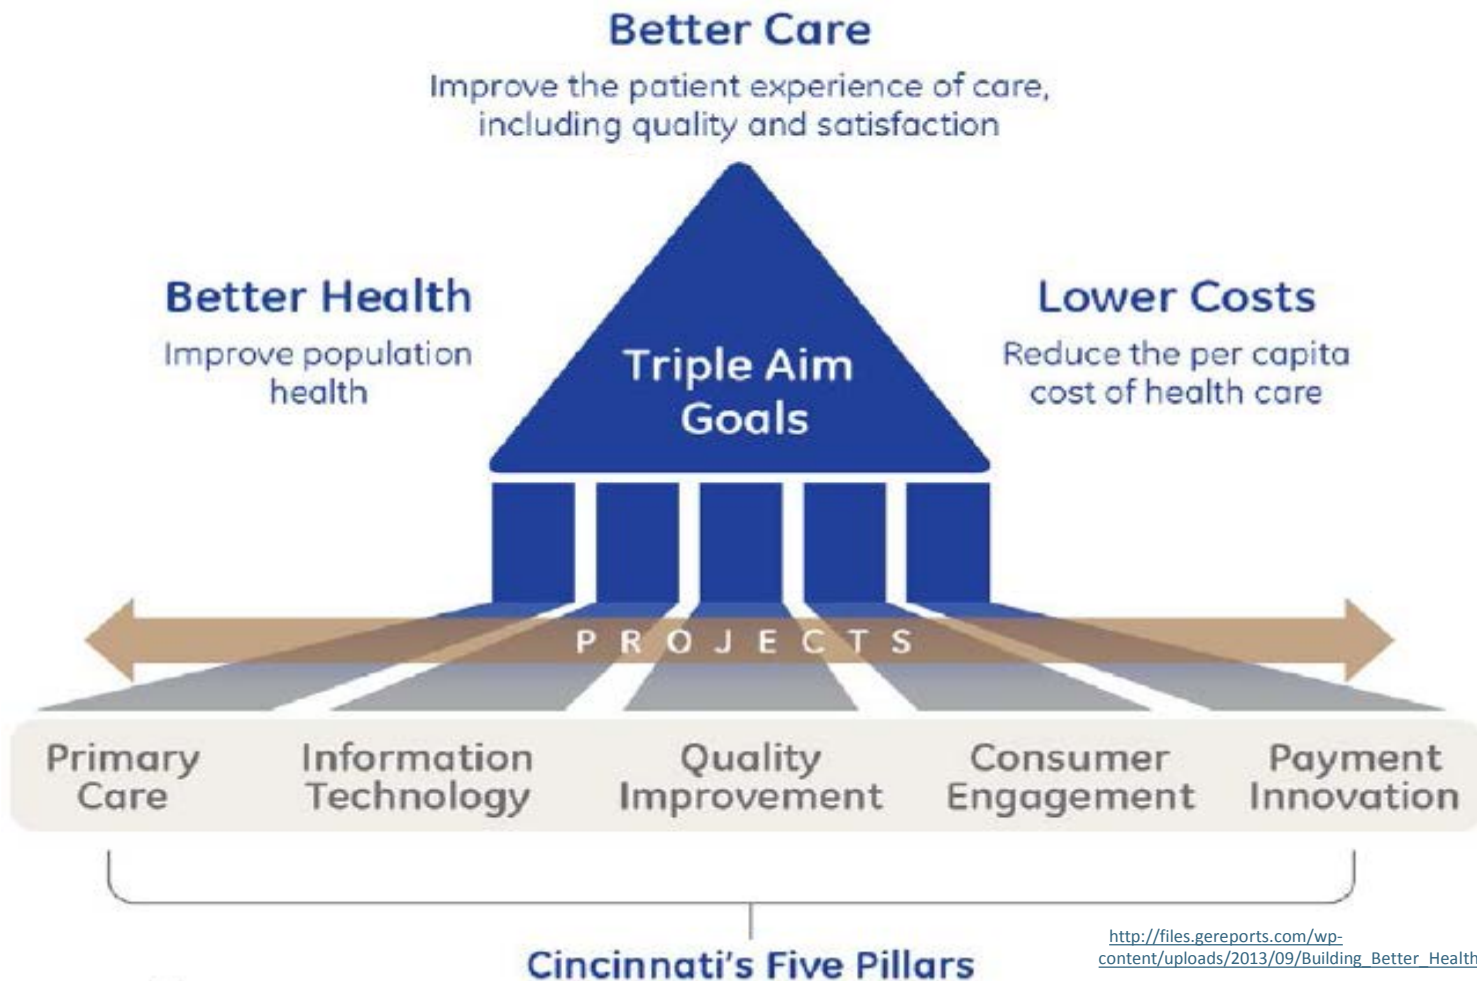 Better Care
Improve the patient experience of care,
including quality and satisfaction
Better Health
Improve population
health
Lower Costs
Reduce the per capita
cost of health care
Triple Aim
Goals
PROJECTS
Primary
Care
Information
Technology
Quality
Improvement
Consumer
Engagement
Payment
Innovation
Cincinnati's Five Pillars
http://files.gereports.com/wp-
content/uploads/2013/09/Building_Better_Health